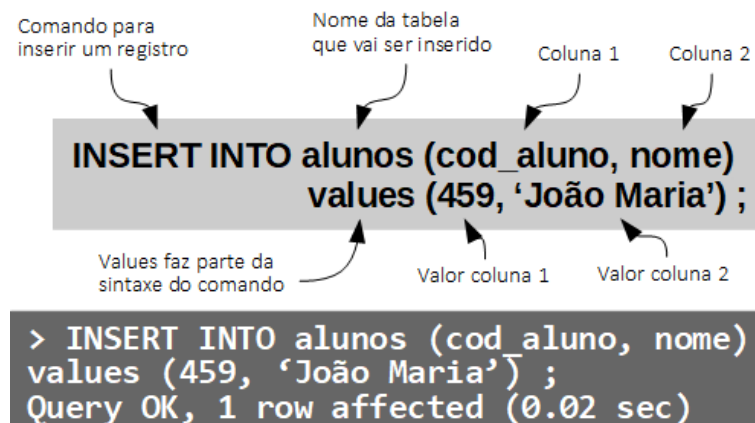 Comando para
inserir um registro
Nome da tabela
que vai ser inserido
Coluna 1
Coluna 2
INSERT INTO alunos (cod_aluno, nome)
values (459, ‘João Maria’) ;
Values faz parte da
sintaxe do comando
Valor coluna 1
Valor coluna 2
> INSERT INTO alunos (cod_aluno, nome)
values (459, ‘João Maria’) ;
Query OK, 1 row affected (0.02 sec)